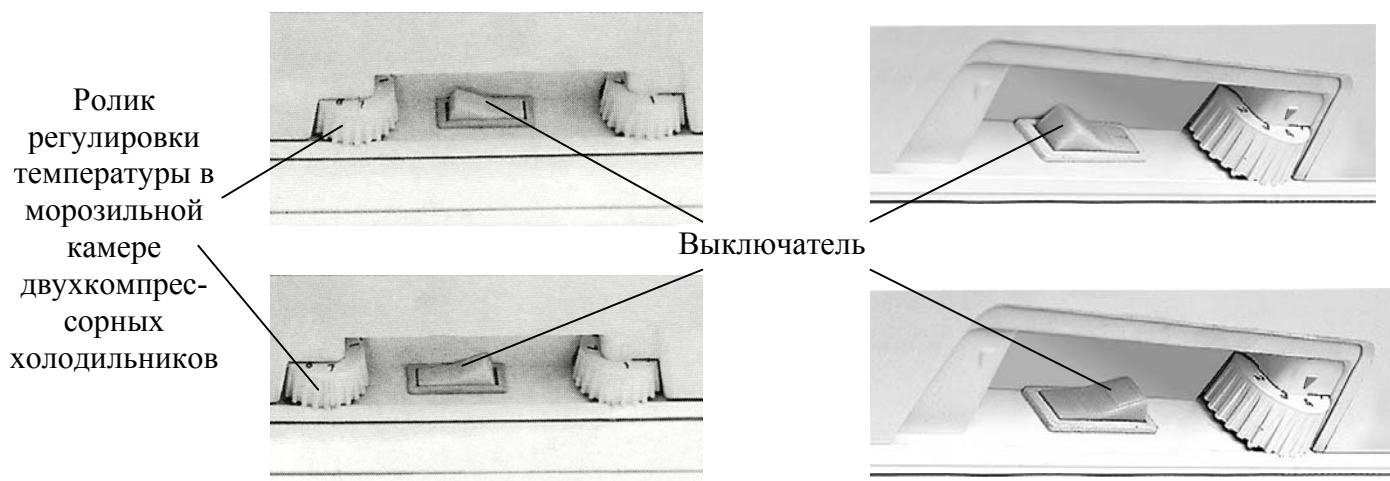 Ролик
регулировки
температуры в
морозильной
камере
двухкомпрес-
сорных
холодильников
Выключатель